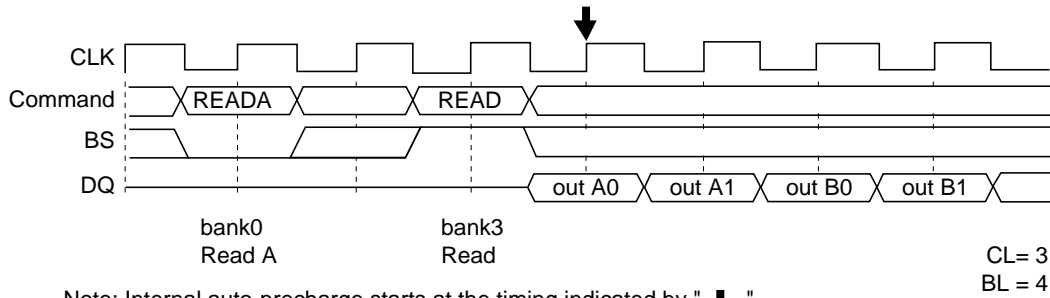 CLK
Command READA READ
BS
DQ out A0 out A1 out B0 out B1
bank0 bank3
Read A Read
CL= 3
BL = 4
Note: Internal auto-precharge starts at the timing indicated by " ".